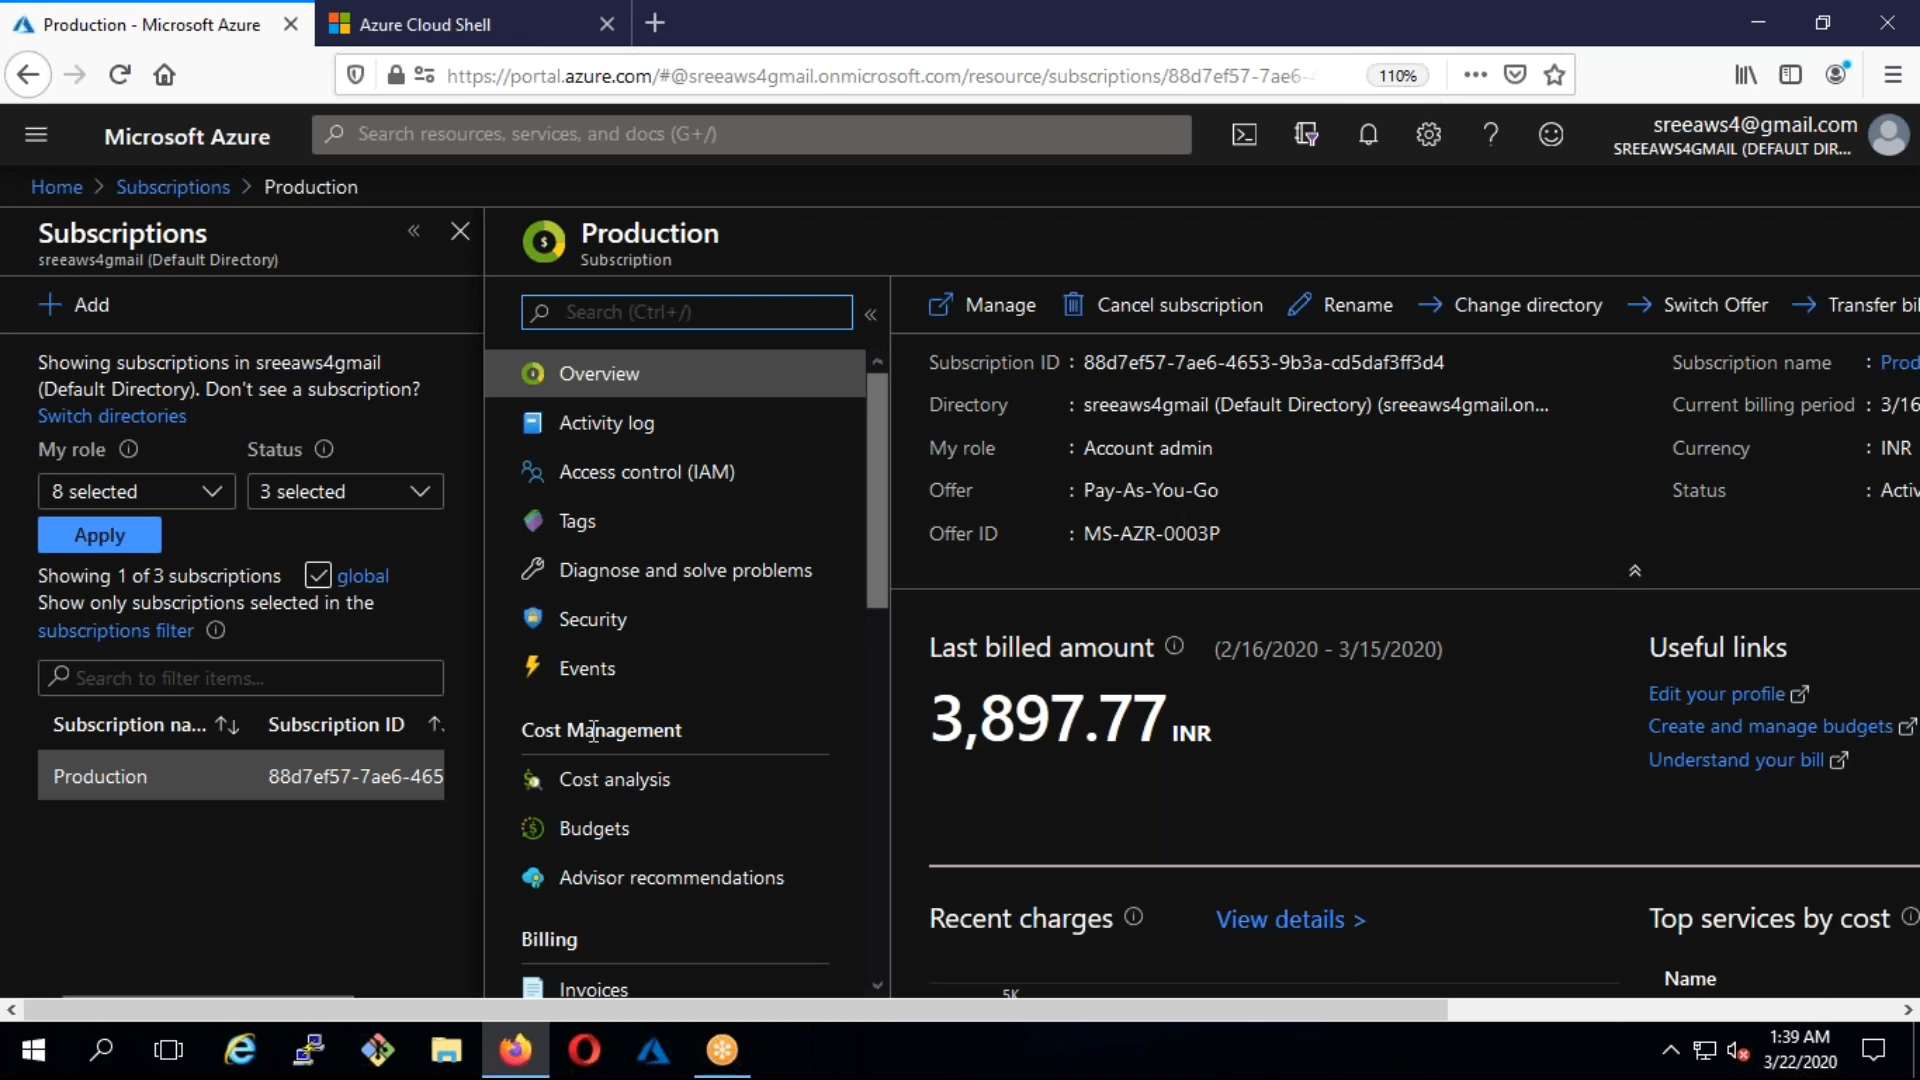 Production - Microsoft Azure
Azure Cloud Shell
https://portal.azure.com/#@sreeaws4gmail.onmicrosoft.com/resource/subscriptions/88d7ef57-7ae6-
110%
Microsoft Azure
Search resources, services, and docs (G+/)
sreeaws4@gmail.com
SREEAWS4GMAIL (DEFAULT DIR...
Home > Subscriptions > Production
Subscriptions
sreeaws4gmail (Default Directory)
Add
Showing subscriptions in sreeaws4gmail
(Default Directory). Don't see a subscription?
Switch directories
My role
Status
8 selected
3 selected
Apply
Showing 1 of 3 subscriptions
global
Show only subscriptions selected in the
subscriptions filter
Search to filter items...
Subscription na...
Subscription ID
Production
88d7ef57-7ae6-465
Production
Subscription
Search (Ctrl+/)
Overview
Activity log
Access control (IAM)
Tags
Diagnose and solve problems
Security
Events
Cost Management
Cost analysis
Budgets
Advisor recommendations
Billing
Invoices
Manage
Cancel subscription
Rename
Change directory
Switch Offer
Transfer bil
Subscription ID : 88d7ef57-7ae6-4653-9b3a-cd5daf3ff3d4
Directory : sreeaws4gmail (Default Directory) (sreeaws4gmail.on...
My role : Account admin
Offer : Pay-As-You-Go
Offer ID : MS-AZR-0003P
Subscription name : Prod
Current billing period : 3/16
Currency : INR
Status : Activ
Last billed amount
(2/16/2020 - 3/15/2020)
3,897.77 INR
Useful links
Edit your profile
Create and manage budgets
Understand your bill
Recent charges
View details >
5K
Top services by cost
Name
1:39 AM
3/22/2020